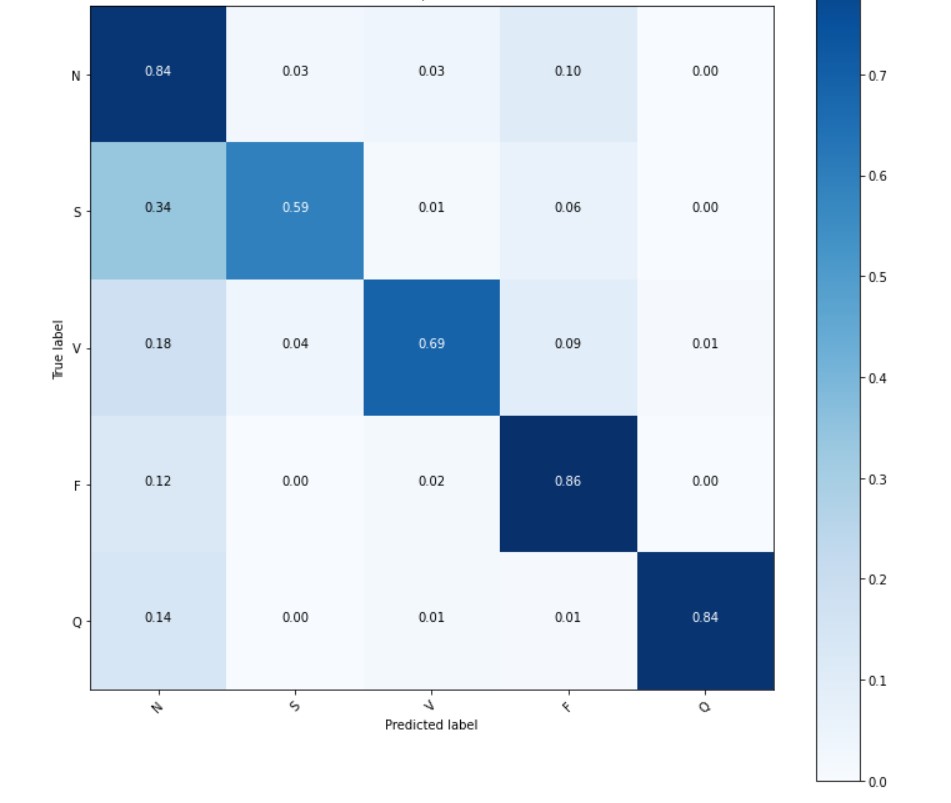 N 0.84 0.03 0.03 0.10 0.00
S 0.34 0.59 0.01 0.06 0.00
V 0.18 0.04 0.69 0.09 0.01
F 0.12 0.00 0.02 0.86 0.00
Q 0.14 0.00 0.01 0.01 0.84
True label
N S V F Q
Predicted label
0.7
0.6
0.5
0.4
0.3
0.2
0.1
0.0